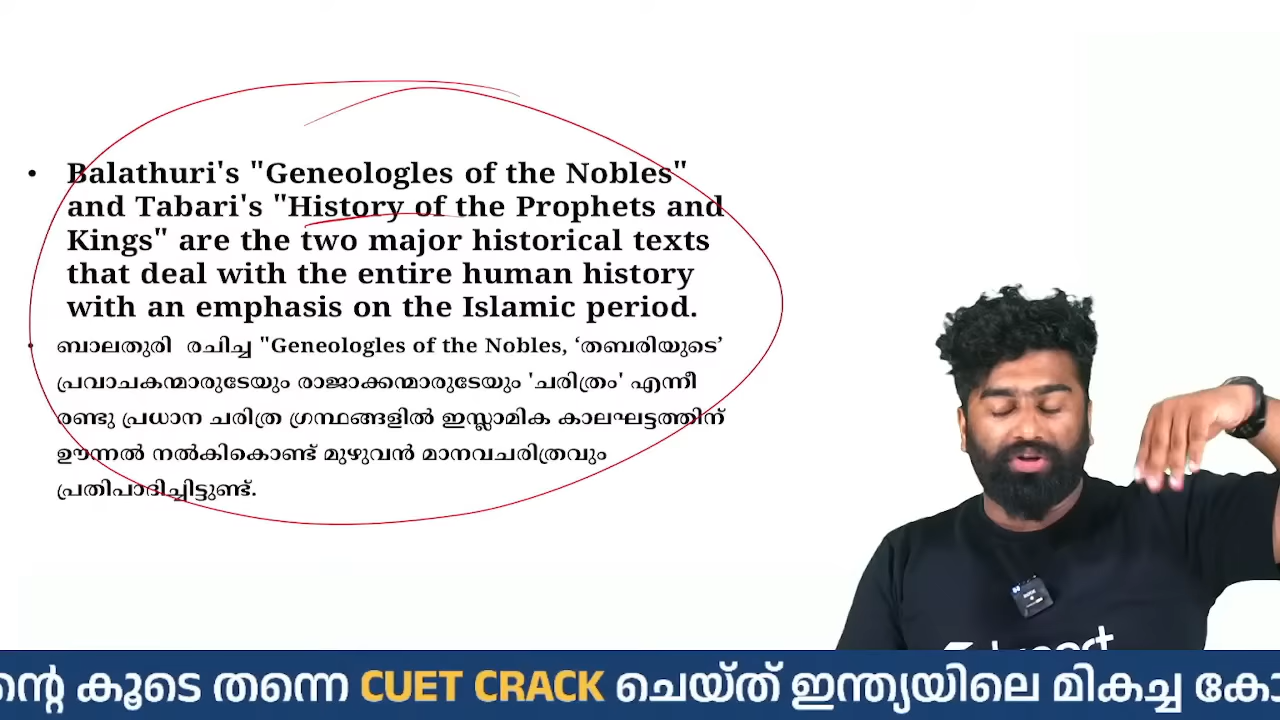 • Balathuri's "Geneologles of the Nobles"
and Tabari's "History of the Prophets and
Kings" are the two major historical texts
that deal with the entire human history
with an emphasis on the Islamic period.
• ബാലതുരി രചിച്ച "Geneologles of the Nobles, ‘തബരിയുടെ’
പ്രവാചകന്മാരുടേയും രാജാക്കന്മാരുടേയും 'ചരിത്രം' എന്നീ
രണ്ടു പ്രധാന ചരിത്ര ഗ്രന്ഥങ്ങളിൽ ഇസ്ലാമിക കാലഘട്ടത്തിന്
ഊന്നൽ നൽകികൊണ്ട് മുഴുവൻ മാനവചരിത്രവും
പ്രതിപാദിച്ചിട്ടുണ്ട്.
ന്റെ കൂടെ തന്നെ CUET CRACK ചെയ്ത് ഇന്ത്യയിലെ മികച്ച കോ